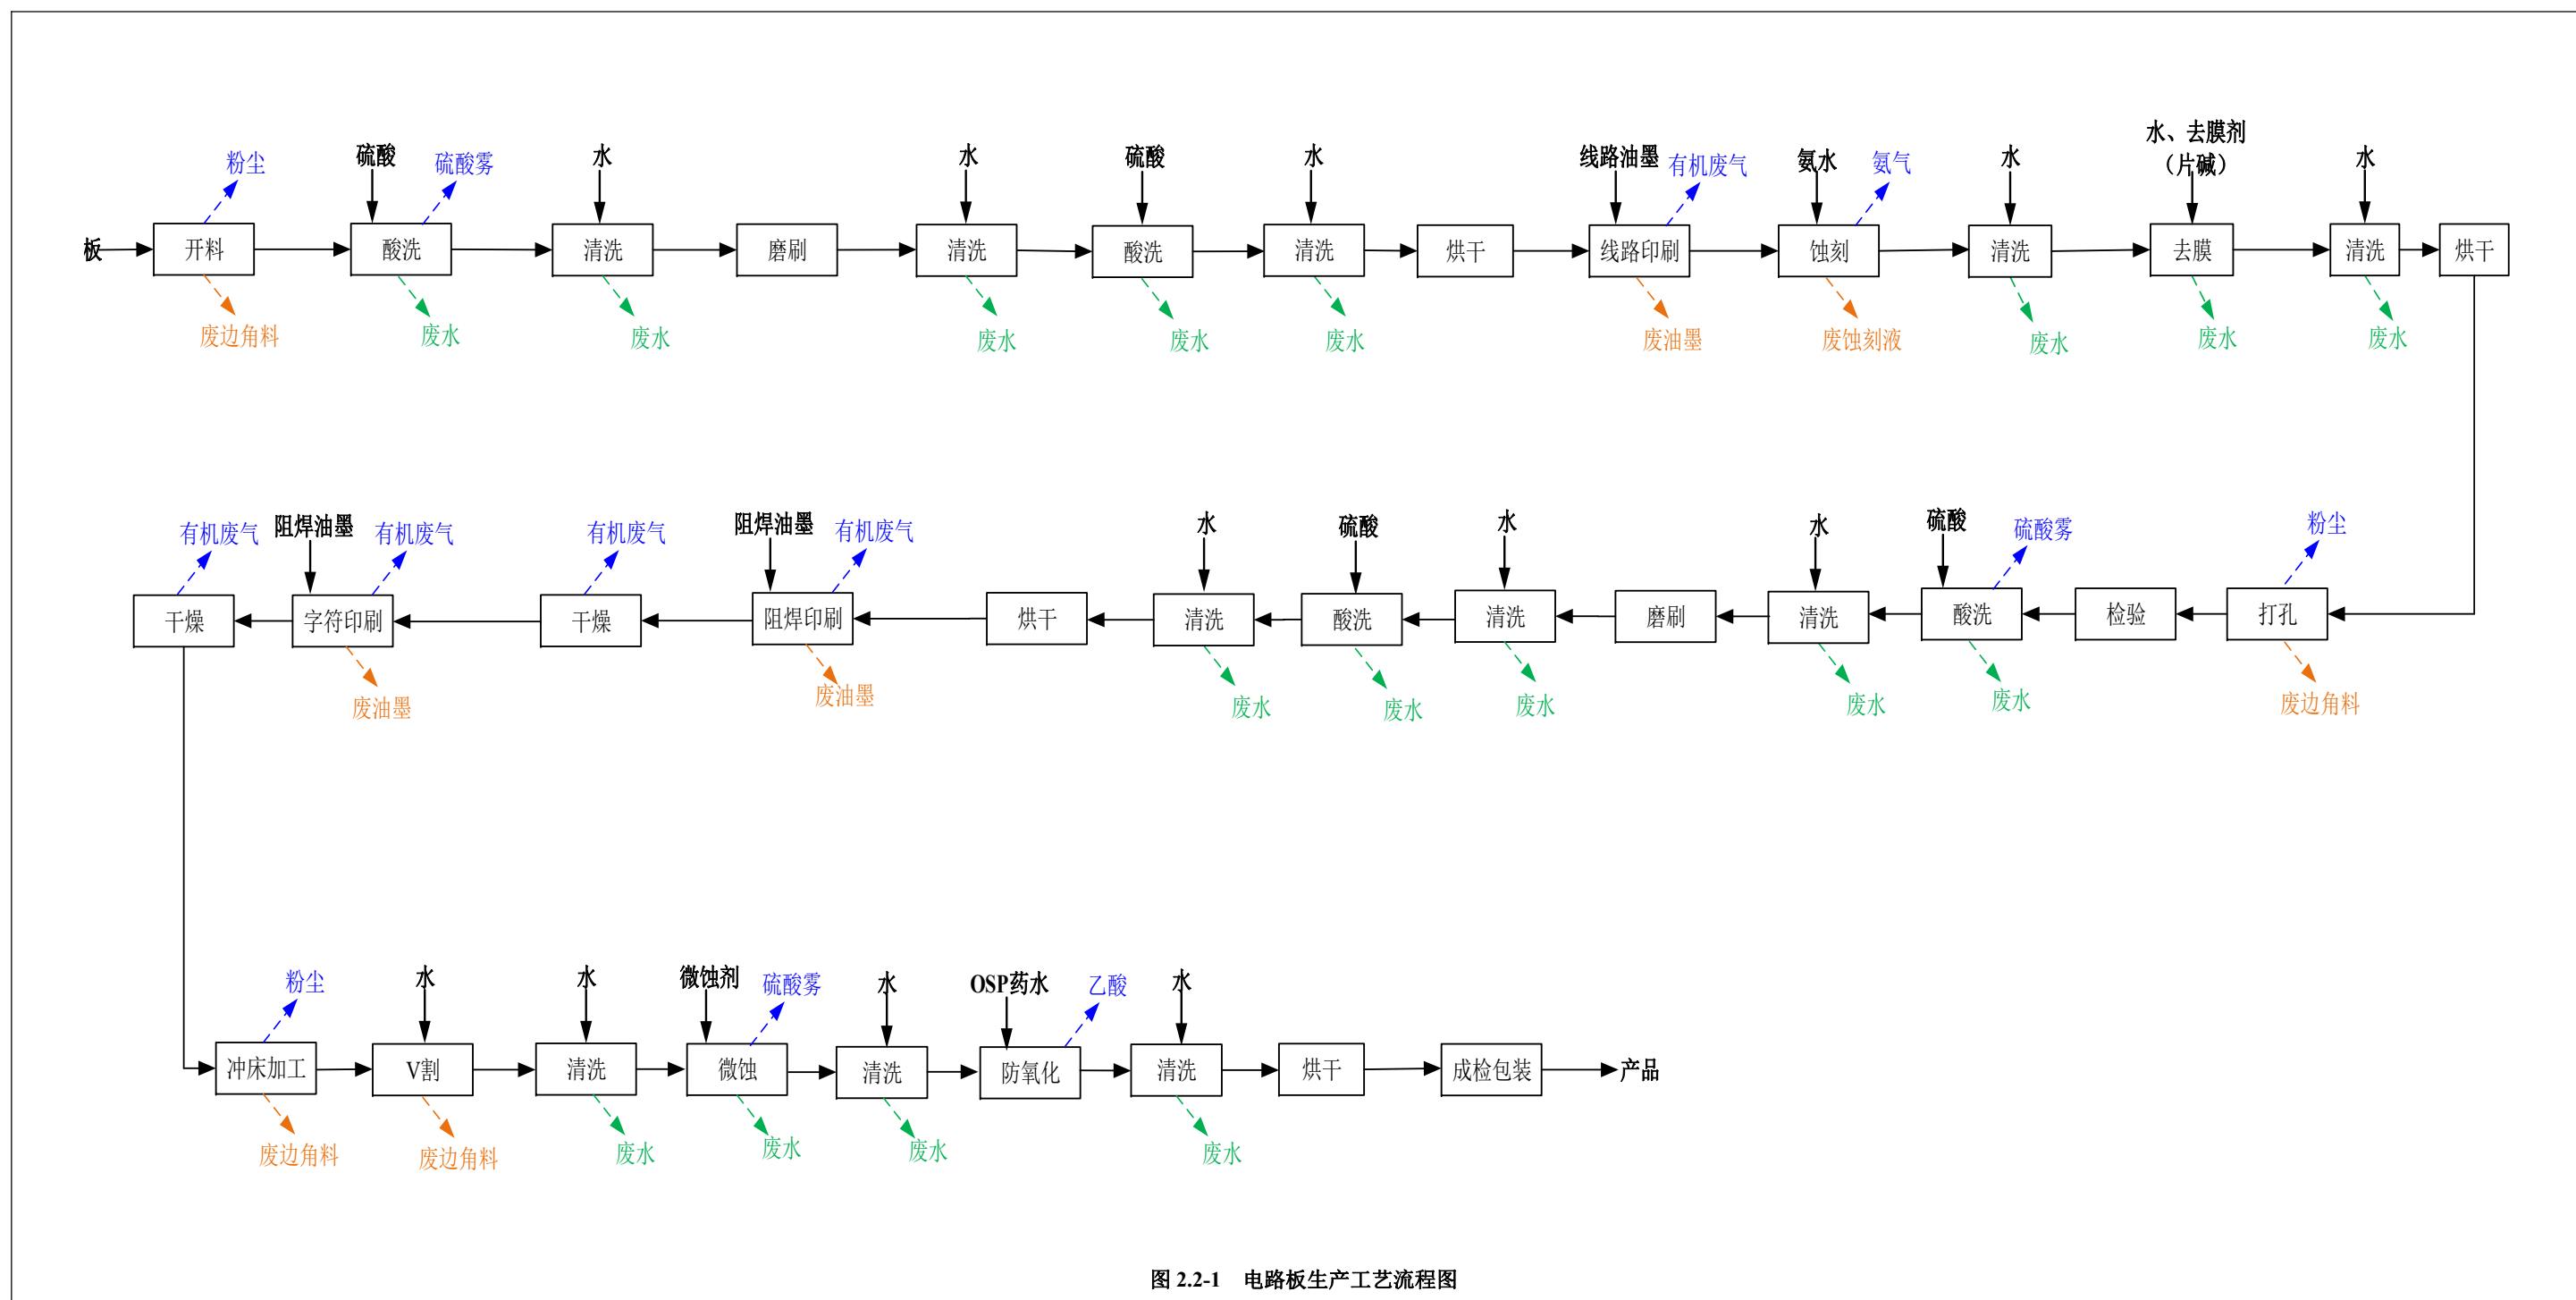 水、去膜剂
粉尘 硫酸 硫酸雾 水 水 硫酸 水 线路油墨 有机废气 氨水 氨气 水 （片碱） 水
板 开料 酸洗 清洗 磨刷 清洗 酸洗 清洗 烘干 线路印刷 蚀刻 清洗 去膜 清洗 烘干
废边角料 废水 废水 废水 废水 废水 废油墨 废蚀刻液 废水 废水 废水
有机废气 阻焊油墨 有机废气 有机废气 阻焊油墨 有机废气 水 硫酸 水 水 硫酸 硫酸雾 粉尘
干燥 字符印刷 干燥 阻焊印刷 烘干 清洗 酸洗 清洗 磨刷 清洗 酸洗 检验 打孔
废油墨 废油墨 废水 废水 废水 废水 废水 废边角料
粉尘 水 水 微蚀剂 硫酸雾 水 OSP药水 乙酸 水
冲床加工 V割 清洗 微蚀 清洗 防氧化 清洗 烘干 成检包装 产品
废边角料 废边角料 废水 废水 废水 废水
图 2.2-1 电路板生产工艺流程图